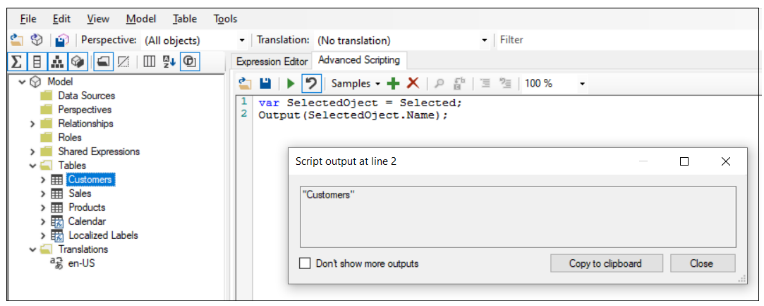 File Edit View Model Table Tools
Perspective: (All objects) Translation: (No translation) Filter
Expression Editor Advanced Scripting
Samples 100 %
Model
Data Sources
Perspectives
Relationships
Roles
Shared Expressions
Tables
Customers
Sales
Products
Calendar
Localized Labels
Translations
en-US
1 var SelectedOject = Selected;
2 Output(SelectedOject.Name);
Script output at line 2
"Customers"
Don't show more outputs Copy to clipboard Close